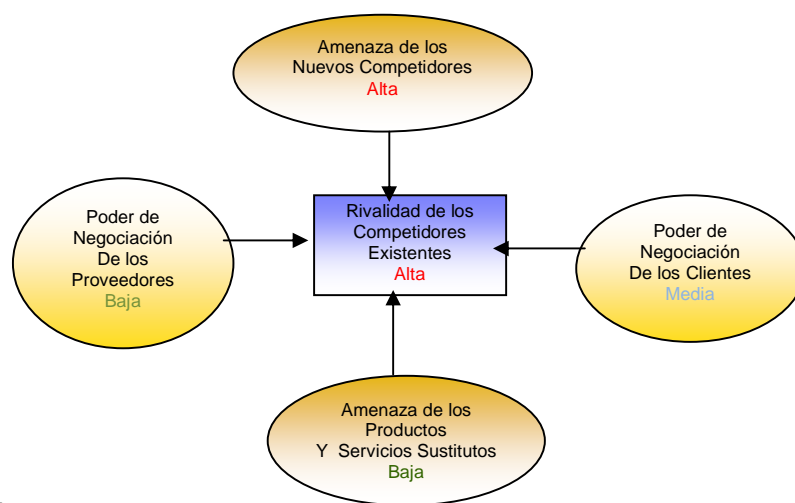 Amenaza de los
Nuevos Competidores
Alta
Rivalidad de los
Competidores
Existentes
Alta
Poder de
Negociación
De los
Proveedores
Baja
Poder de
Negociación
De los Clientes
Media
Amenaza de los
Productos
Y Servicios Sustitutos
Baja